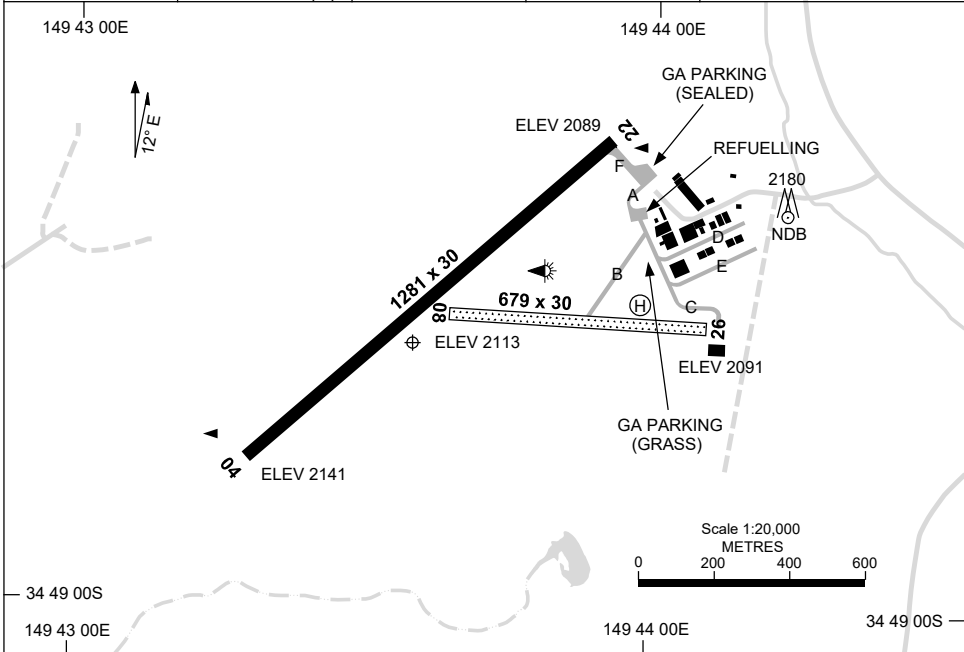 149 43 00E
149 44 00E
12° E
GA PARKING
(SEALED)
ELEV 2089
22
REFUELLING
F
2180
A
NDB
D
E
B
1281 x 30
679 x 30
H
C
08
26
ELEV 2113
ELEV 2091
GA PARKING
(GRASS)
04
ELEV 2141
Scale 1:20,000
METRES
0 200 400 600
34 49 00S
149 43 00E
149 44 00E
34 49 00S